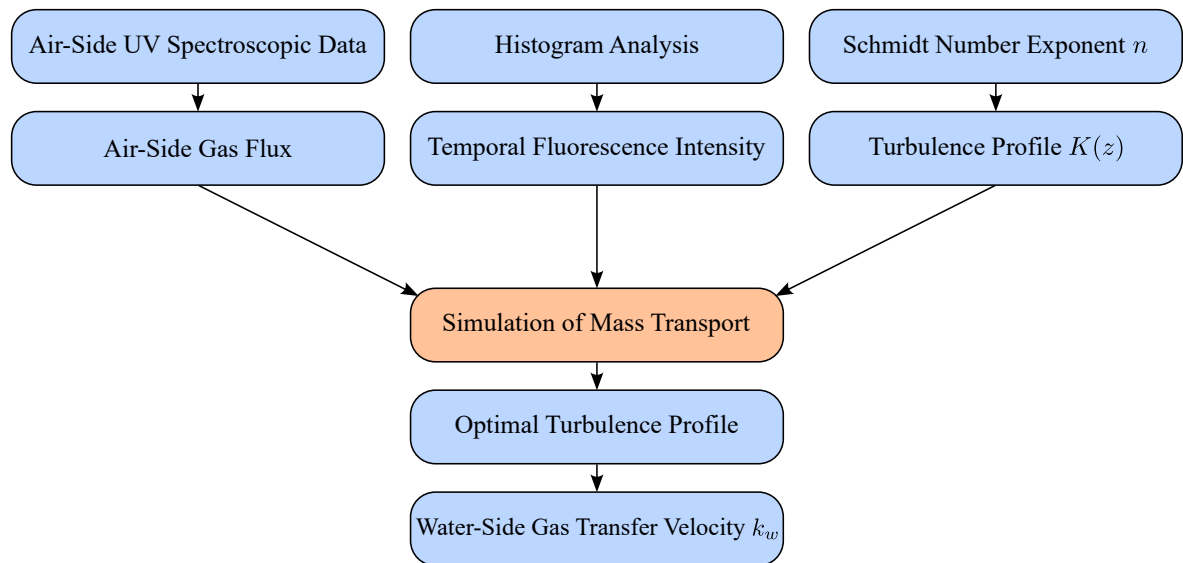 Air-Side UV Spectroscopic Data
Histogram Analysis
Schmidt Number Exponent n
Air-Side Gas Flux
Temporal Fluorescence Intensity
Turbulence Profile K(z)
Simulation of Mass Transport
Optimal Turbulence Profile
Water-Side Gas Transfer Velocity k_w